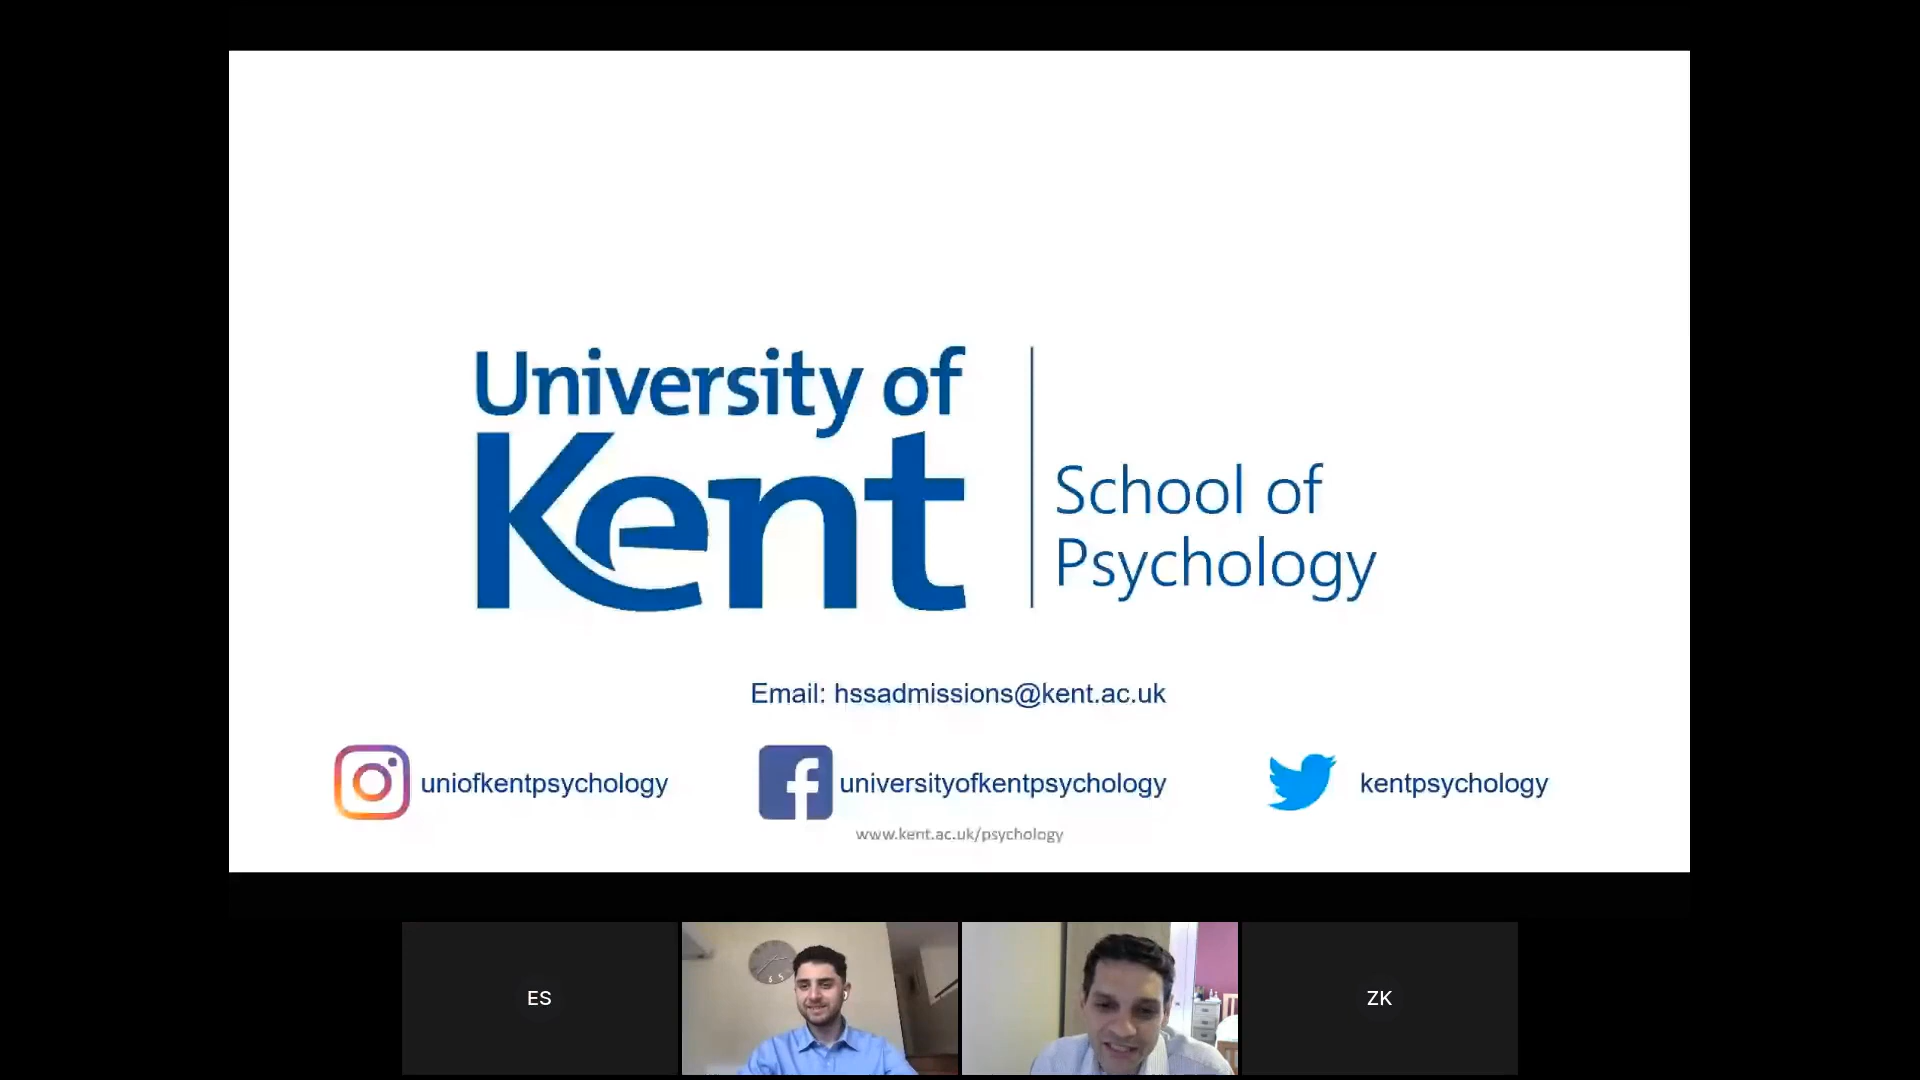 University of
Kent
School of
Psychology
Email: hssadmissions@kent.ac.uk
uniofkentpsychology
universityofkentpsychology
kentpsychology
www.kent.ac.uk/psychology
ES
ZK